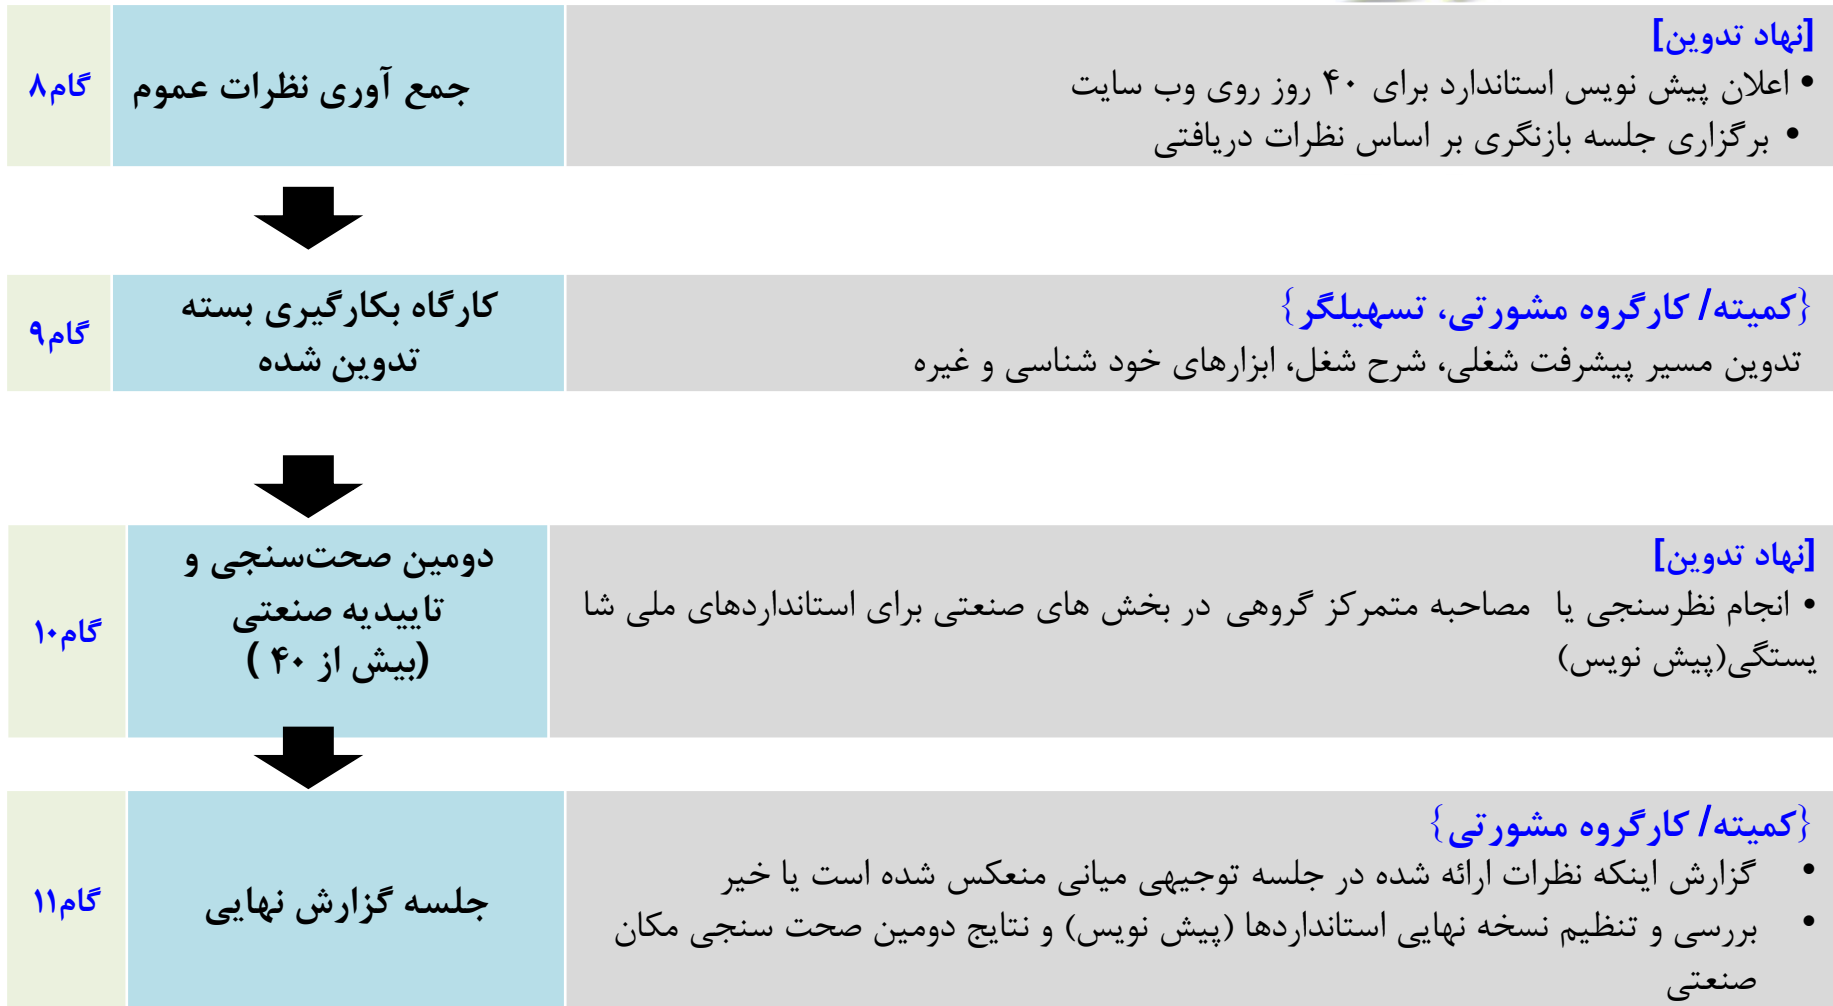 گام۸
جمع آوری نظرات عموم
[نهاد تدوین]
• اعلان پیش نویس استاندارد برای ۴۰ روز روی وب سایت
• برگزاری جلسه بازنگری بر اساس نظرات دریافتی
گام۹
کارگاه بکارگیری بسته
تدوین شده
{کمیته/ کارگروه مشورتی، تسهیلگر}
تدوین مسیر پیشرفت شغلی، شرح شغل، ابزارهای خود شناسی و غیره
گام۱۰
دومین صحت‌سنجی و
تاییدیه صنعتی
(بیش از ۴۰ )
[نهاد تدوین]
• انجام نظرسنجی یا مصاحبه متمرکز گروهی در بخش های صنعتی برای استانداردهای ملی شا
یستگی(پیش نویس)
گام۱۱
جلسه گزارش نهایی
{کمیته/ کارگروه مشورتی}
• گزارش اینکه نظرات ارائه شده در جلسه توجیهی میانی منعکس شده است یا خیر
• بررسی و تنظیم نسخه نهایی استانداردها (پیش نویس) و نتایج دومین صحت سنجی مکان
صنعتی